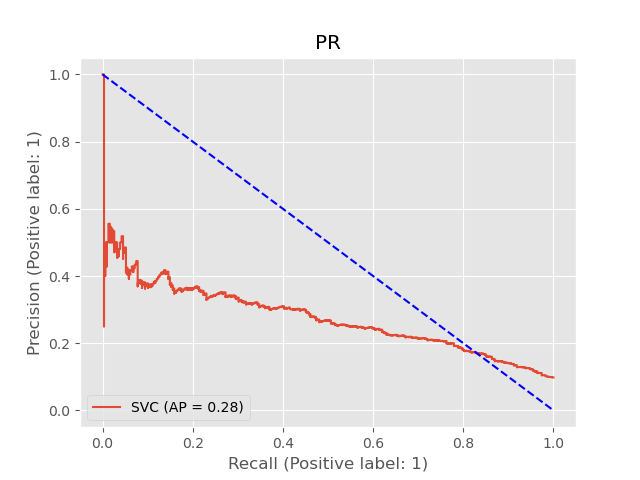 PR
1.0
0.8
0.6
0.4
0.2
0.0
Precision (Positive label: 1)
SVC (AP = 0.28)
0.0 0.2 0.4 0.6 0.8 1.0
Recall (Positive label: 1)